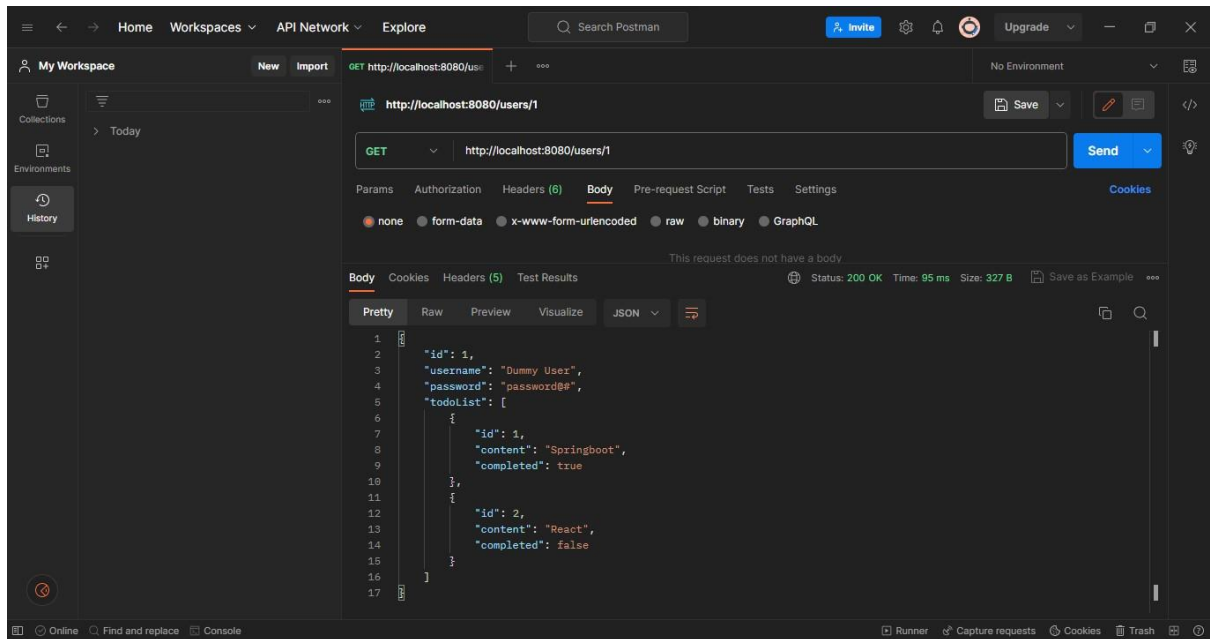 Home Workspaces API Network Explore Search Postman Invite Upgrade
My Workspace New Import GET http://localhost:8080/use No Environment
Collections
Today
Environments
History
http://localhost:8080/users/1 Save
GET http://localhost:8080/users/1 Send
Params Authorization Headers (6) Body Pre-request Script Tests Settings Cookies
none form-data x-www-form-urlencoded raw binary GraphQL
This request does not have a body
Body Cookies Headers (5) Test Results Status: 200 OK Time: 95 ms Size: 327 B Save as Example
Pretty Raw Preview Visualize JSON
1 {
2 "id": 1,
3 "username": "Dummy User",
4 "password": "password@#",
5 "todoList": [
6 {
7 "id": 1,
8 "content": "Springboot",
9 "completed": true
10 },
11 {
12 "id": 2,
13 "content": "React",
14 "completed": false
15 }
16 ]
17 }
Online Find and replace Console Runner Capture requests Cookies Trash